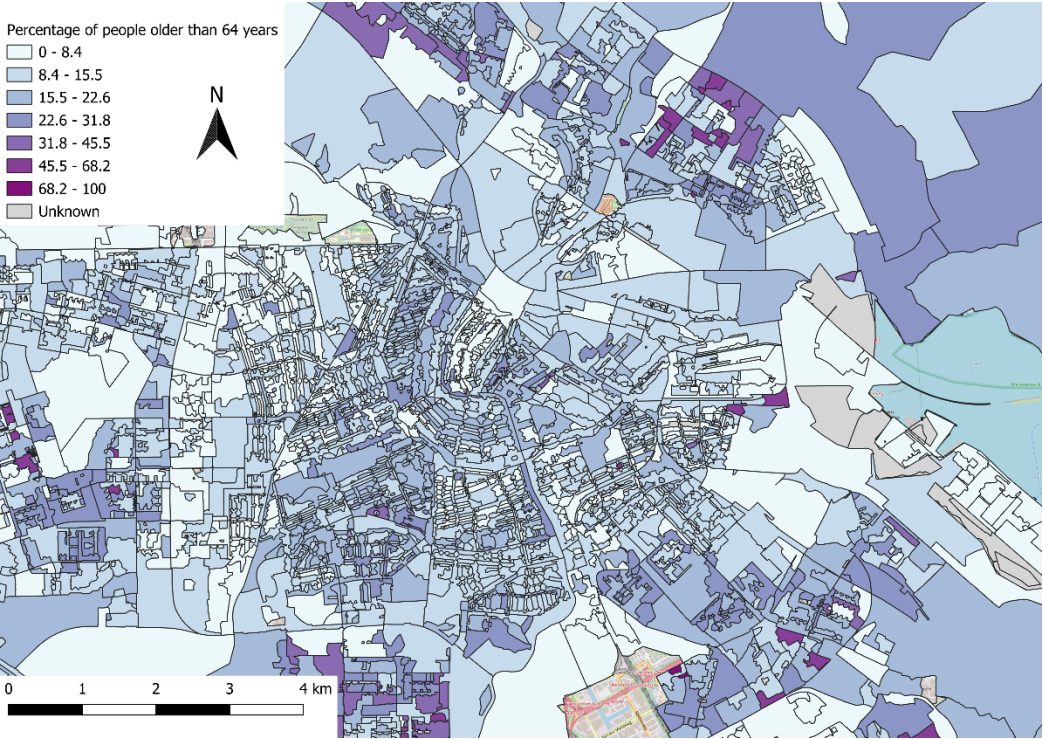 Percentage of people older than 64 years
0 - 8.4
8.4 - 15.5
15.5 - 22.6
22.6 - 31.8
31.8 - 45.5
45.5 - 68.2
68.2 - 100
Unknown
N
0 1 2 3 4 km